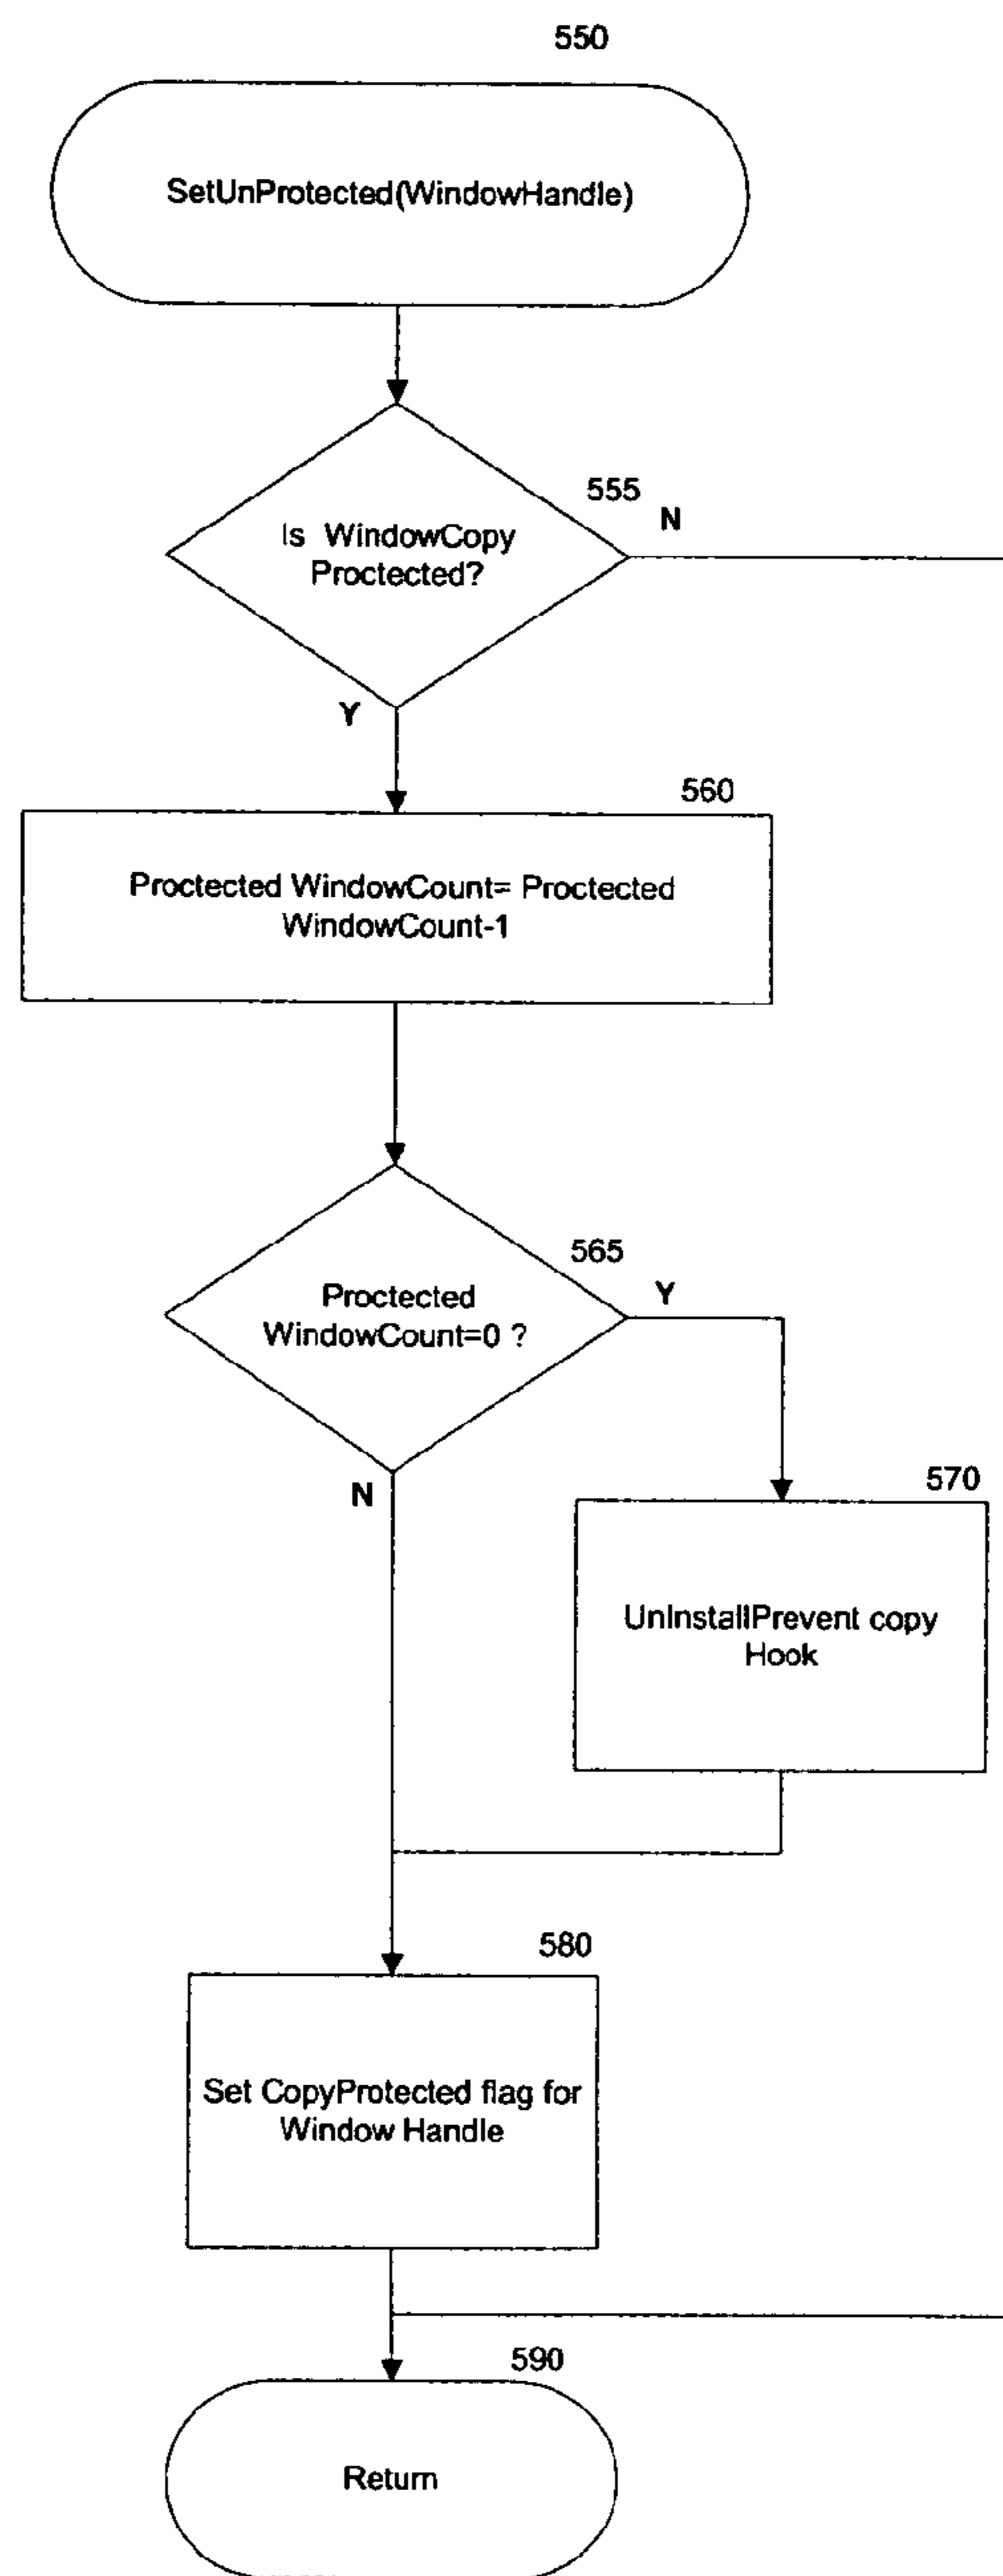 550
SetUnProtected(WindowHandle)
555
N
Is WindowCopy
Proctected?
Y
560
Proctected WindowCount= Proctected
WindowCount-1
565
Y
Proctected
WindowCount=0 ?
N
570
UnInstallPrevent copy
Hook
580
Set CopyProtected flag for
Window Handle
590
Return